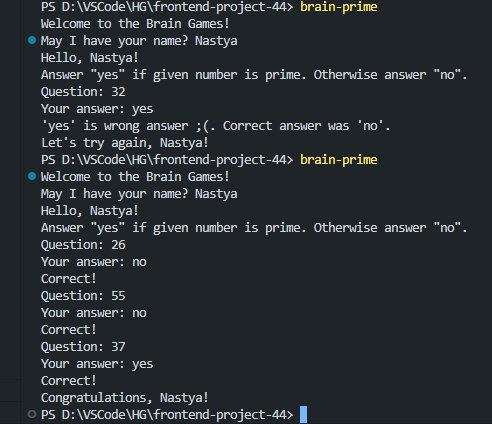 PS D:\VSCode\HG\frontend-project-44> brain-prime
Welcome to the Brain Games!
May I have your name? Nastya
Hello, Nastya!
Answer "yes" if given number is prime. Otherwise answer "no".
Question: 32
Your answer: yes
'yes' is wrong answer ;(. Correct answer was 'no'.
Let's try again, Nastya!
PS D:\VSCode\HG\frontend-project-44> brain-prime
Welcome to the Brain Games!
May I have your name? Nastya
Hello, Nastya!
Answer "yes" if given number is prime. Otherwise answer "no".
Question: 26
Your answer: no
Correct!
Question: 55
Your answer: no
Correct!
Question: 37
Your answer: yes
Correct!
Congratulations, Nastya!
PS D:\VSCode\HG\frontend-project-44>